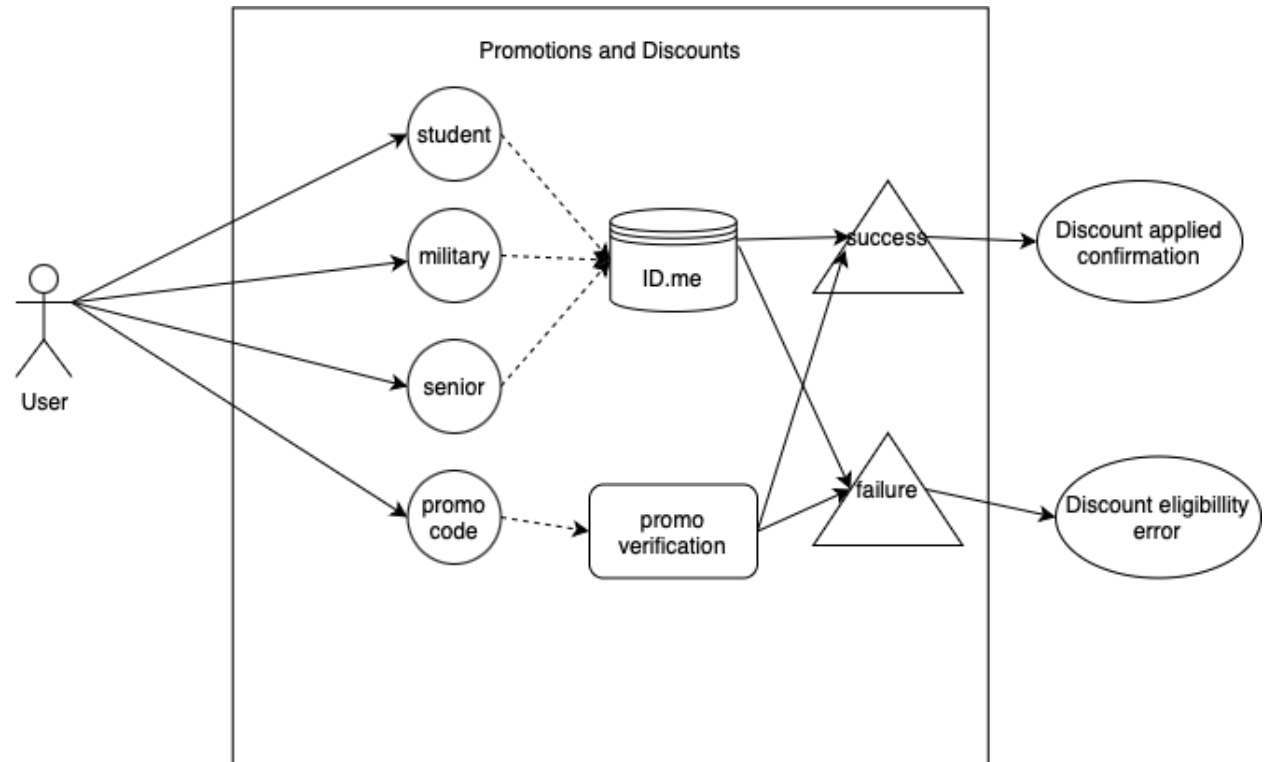 Promotions and Discounts
student
military
senior
promo
code
User
ID.me
promo
verification
success
failure
Discount applied
confirmation
Discount eligibillity
error